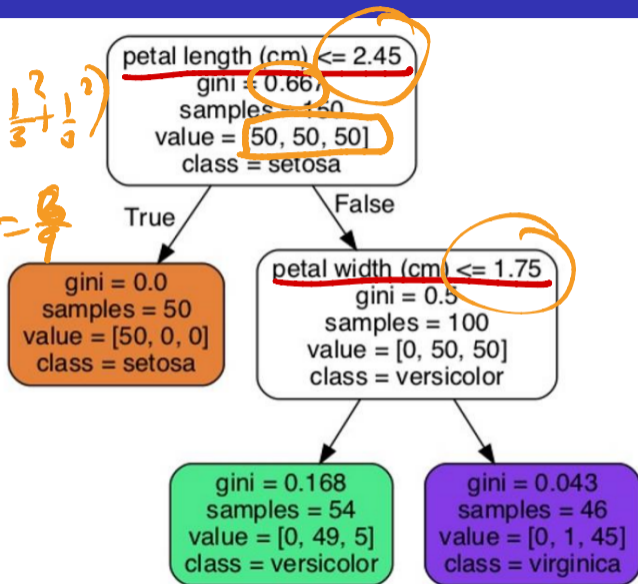 petal length (cm) <= 2.45
gini = 0.667
samples = 150
value = [50, 50, 50]
class = setosa
True
False
gini = 0.0
samples = 50
value = [50, 0, 0]
class = setosa
petal width (cm) <= 1.75
gini = 0.5
samples = 100
value = [0, 50, 50]
class = versicolor
gini = 0.168
samples = 54
value = [0, 49, 5]
class = versicolor
gini = 0.043
samples = 46
value = [0, 1, 45]
class = virginica